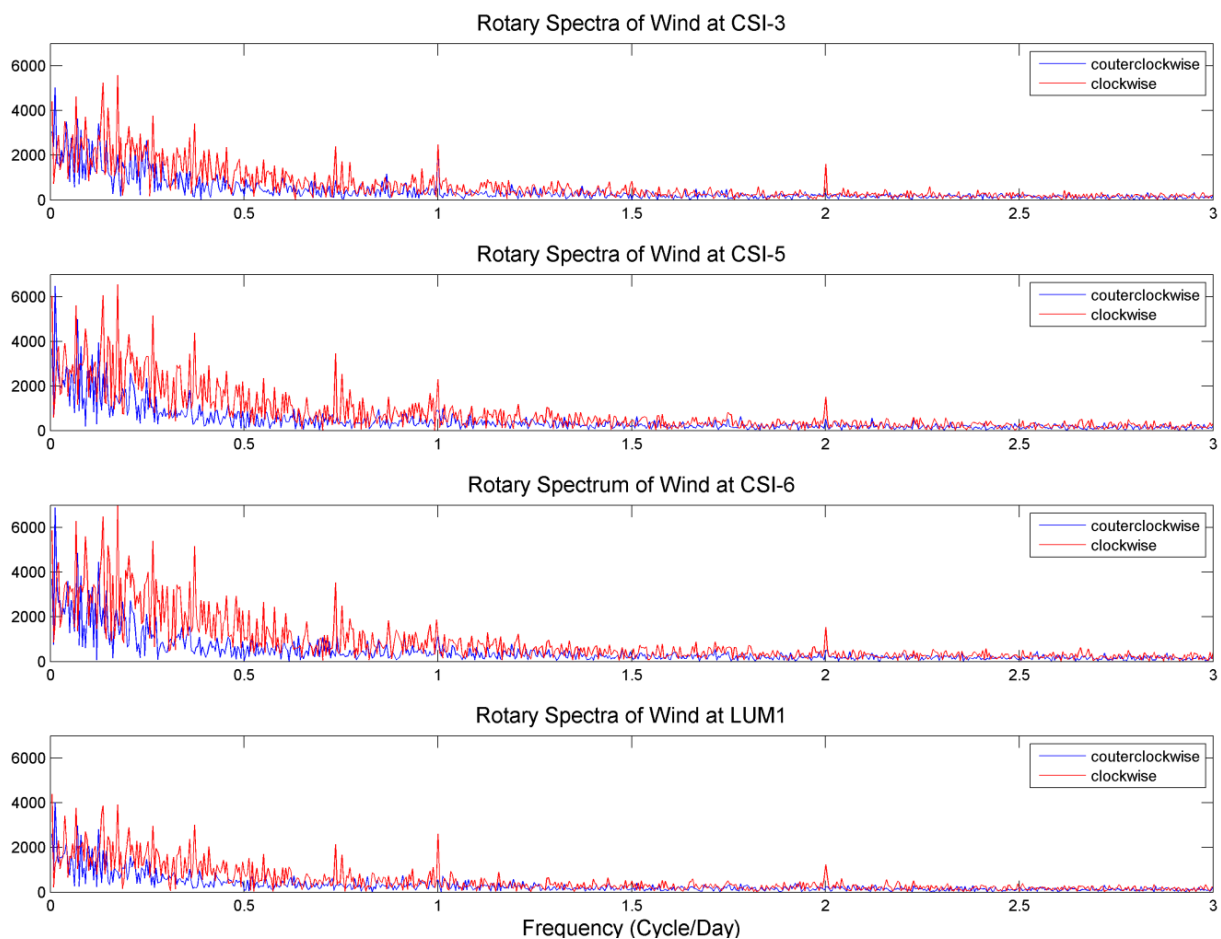 Rotary Spectra of Wind at CSI-3
6000
4000
2000
0
couterclockwise
clockwise
0 0.5 1 1.5 2 2.5 3
Rotary Spectra of Wind at CSI-5
6000
4000
2000
0
couterclockwise
clockwise
0 0.5 1 1.5 2 2.5 3
Rotary Spectrum of Wind at CSI-6
6000
4000
2000
0
couterclockwise
clockwise
0 0.5 1 1.5 2 2.5 3
Rotary Spectra of Wind at LUM1
6000
4000
2000
0
couterclockwise
clockwise
0 0.5 1 1.5 2 2.5 3
Frequency (Cycle/Day)